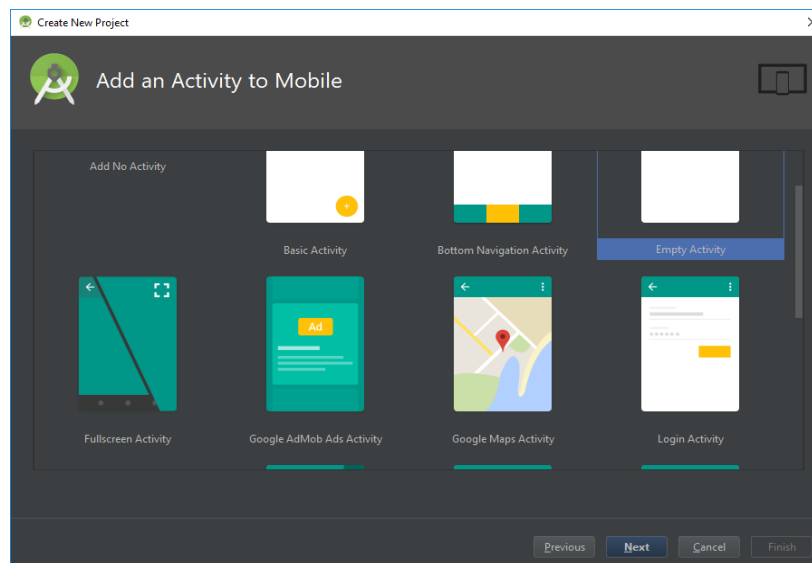 Create New Project
Add an Activity to Mobile
Add No Activity
Basic Activity
Bottom Navigation Activity
Empty Activity
Ad
Fullscreen Activity
Google AdMob Ads Activity
Google Maps Activity
Login Activity
Previous
Next
Cancel
Finish